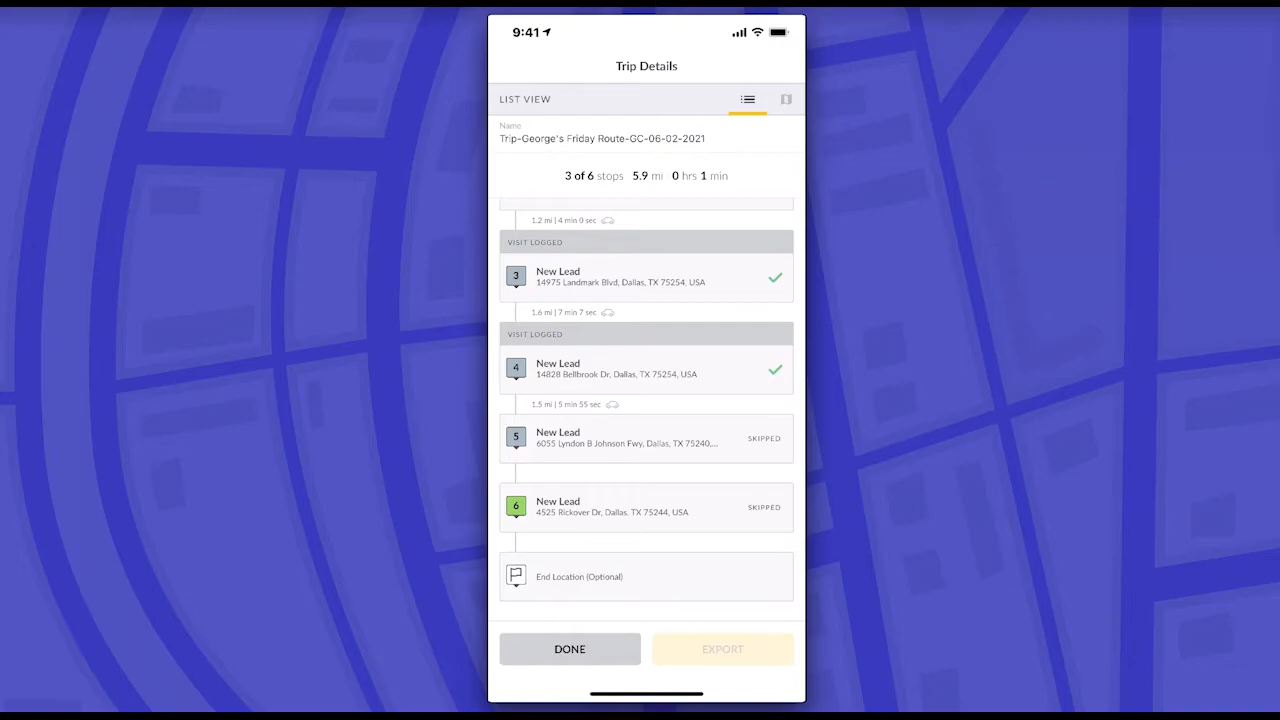 9:41
Trip Details
LIST VIEW
Name
Trip-George's Friday Route-GC-06-02-2021
3 of 6 stops 5.9 mi 0 hrs 1 min
1.2 mi | 4 min 0 sec
VISIT LOGGED
3
New Lead
14975 Landmark Blvd, Dallas, TX 75254, USA
1.6 mi | 7 min 7 sec
VISIT LOGGED
4
New Lead
14828 Bellbrook Dr, Dallas, TX 75254, USA
1.5 mi | 5 min 55 sec
5
New Lead
6055 Lyndon B Johnson Fwy, Dallas, TX 75240,...
SKIPPED
6
New Lead
4525 Rickover Dr, Dallas, TX 75244, USA
SKIPPED
End Location (Optional)
DONE
EXPORT